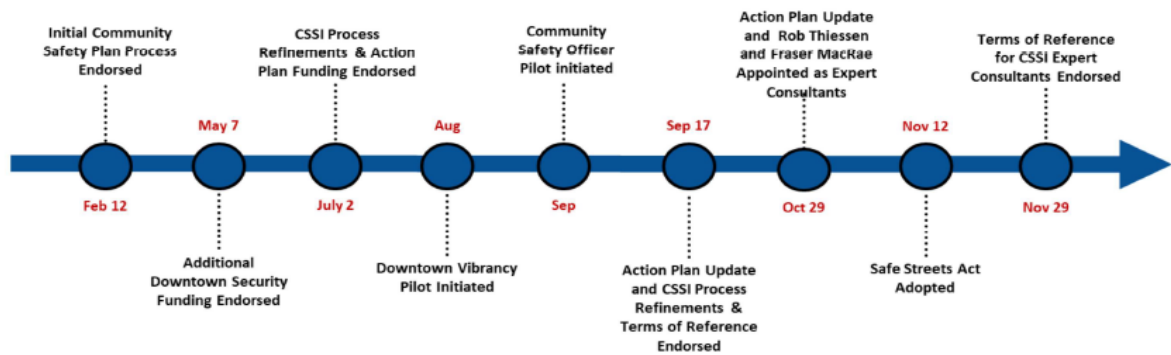 Initial Community
Safety Plan Process
Endorsed
Feb 12
May 7
Additional
Downtown Security
Funding Endorsed
CSSI Process
Refinements & Action
Plan Funding Endorsed
July 2
Aug
Downtown Vibrancy
Pilot Initiated
Community
Safety Officer
Pilot initiated
Sep
Sep 17
Action Plan Update
and CSSI Process
Refinements &
Terms of Reference
Endorsed
Action Plan Update
and Rob Thiessen
and Fraser MacRae
Appointed as Expert
Consultants
Oct 29
Nov 12
Safe Streets Act
Adopted
Terms of Reference
for CSSI Expert
Consultants Endorsed
Nov 29